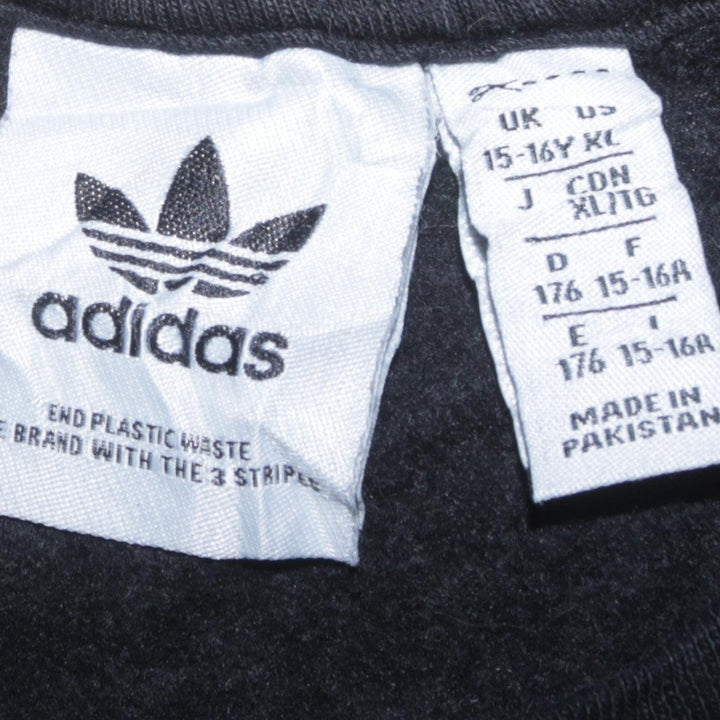 adidas
END PLASTIC WASTE
E BRAND WITH THE 3 STRIPES
UK US
15-16Y XL
J CDN
XL/TG
D F
176 15-16A
E I
176 15-16A
MADE IN
PAKISTAN